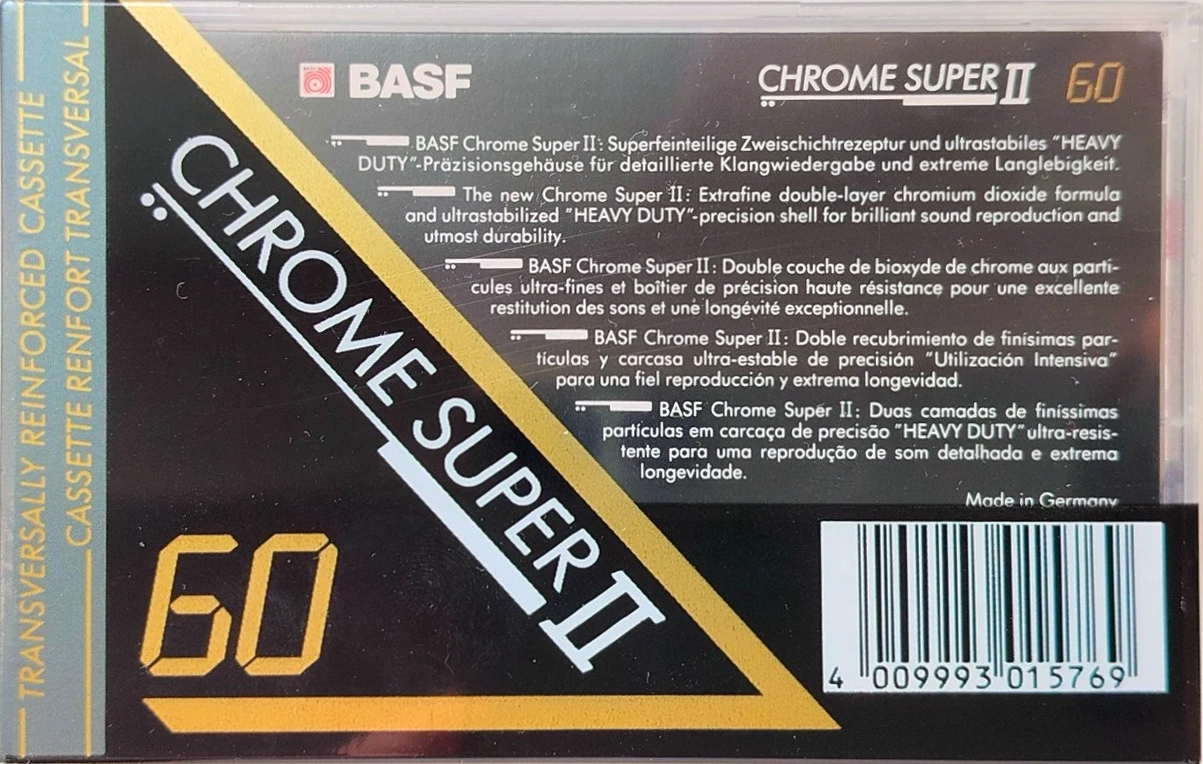 TRANSVERSALLY REINFORCED CASSETTE
CASSETTE RENFORT TRANSVERSAL
CHROME SUPER II
60
BASF
CHROME SUPER II 60
BASF Chrome Super II: Superfeinteilige Zweischichtrezeptur und ultrastabiles "HEAVY
DUTY"-Präzisionsgehäuse für detaillierte Klangwiedergabe und extreme Langlebigkeit.
The new Chrome Super II: Extrafine double-layer chromium dioxide formula
and ultrastabilized "HEAVY DUTY"-precision shell for brilliant sound reproduction and
utmost durability.
BASF Chrome Super II: Double couche de bioxyde de chrome aux parti-
cules ultra-fines et boîtier de précision haute résistance pour une excellente
restitution des sons et une longévité exceptionnelle.
BASF Chrome Super II: Doble recubrimiento de finísimas par-
tículas y carcasa ultra-estable de precisión "Utilización Intensiva"
para una fiel reproducción y extrema longevidad.
BASF Chrome Super II: Duas camadas de finíssimas
partículas em carcaça de precisão "HEAVY DUTY" ultra-resis-
tente para uma reprodução de som detalhada e extrema
longevidade.
Made in Germany
4 009993 015769